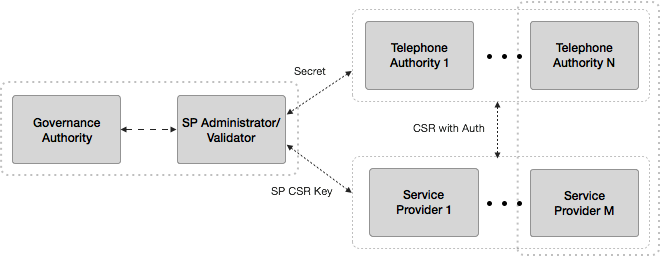 Governance
Authority
SP Administrator/
Validator
Secret
SP CSR Key
Telephone
Authority 1
Telephone
Authority N
CSR with Auth
Service
Provider 1
Service
Provider M